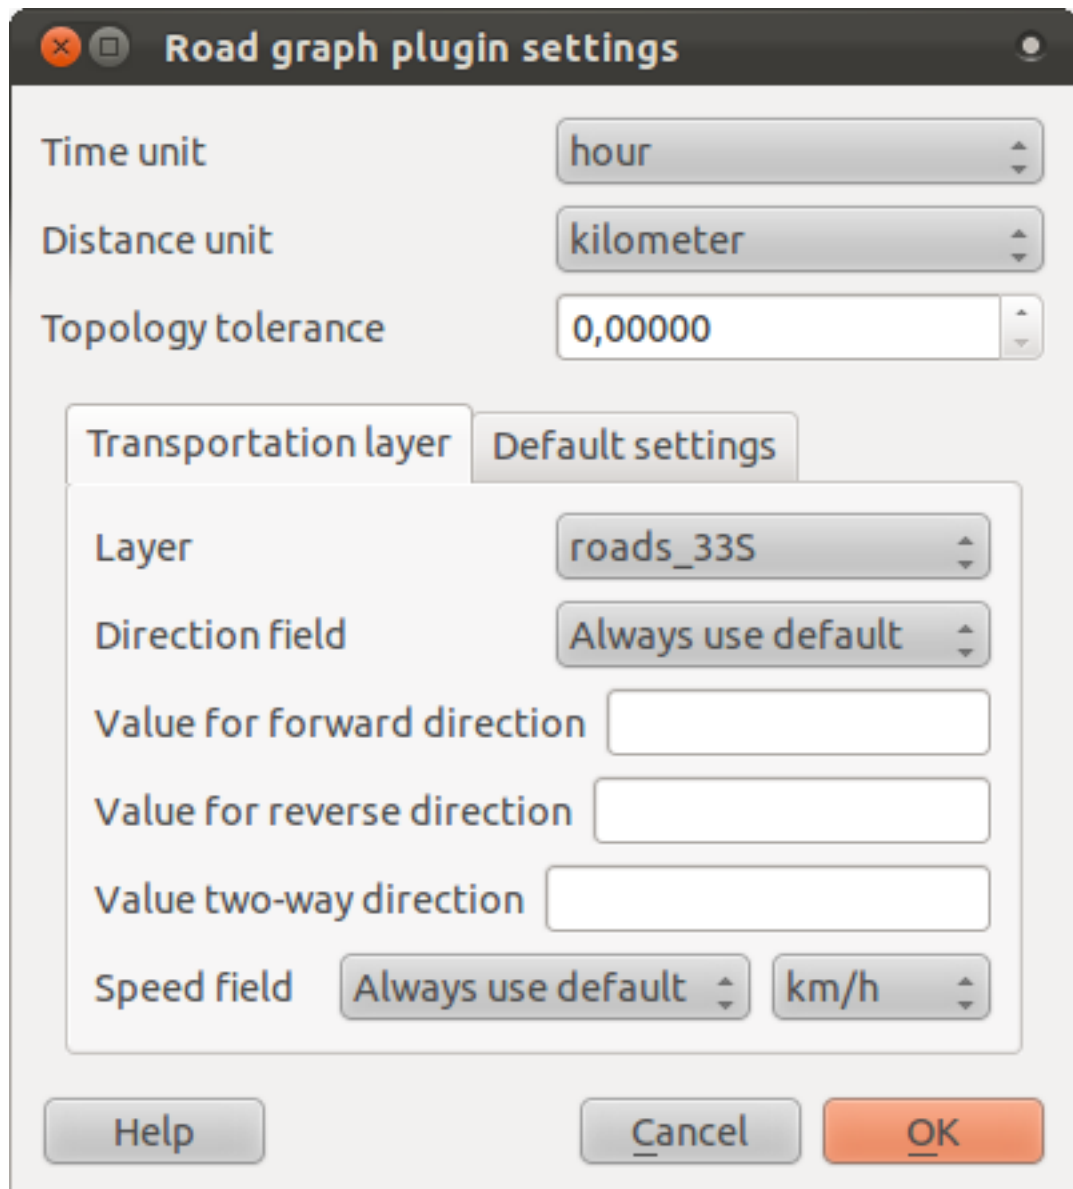 Road graph plugin settings
Time unit hour
Distance unit kilometer
Topology tolerance 0,00000
Transportation layer Default settings
Layer roads_33S
Direction field Always use default
Value for forward direction
Value for reverse direction
Value two-way direction
Speed field Always use default km/h
Help Cancel OK